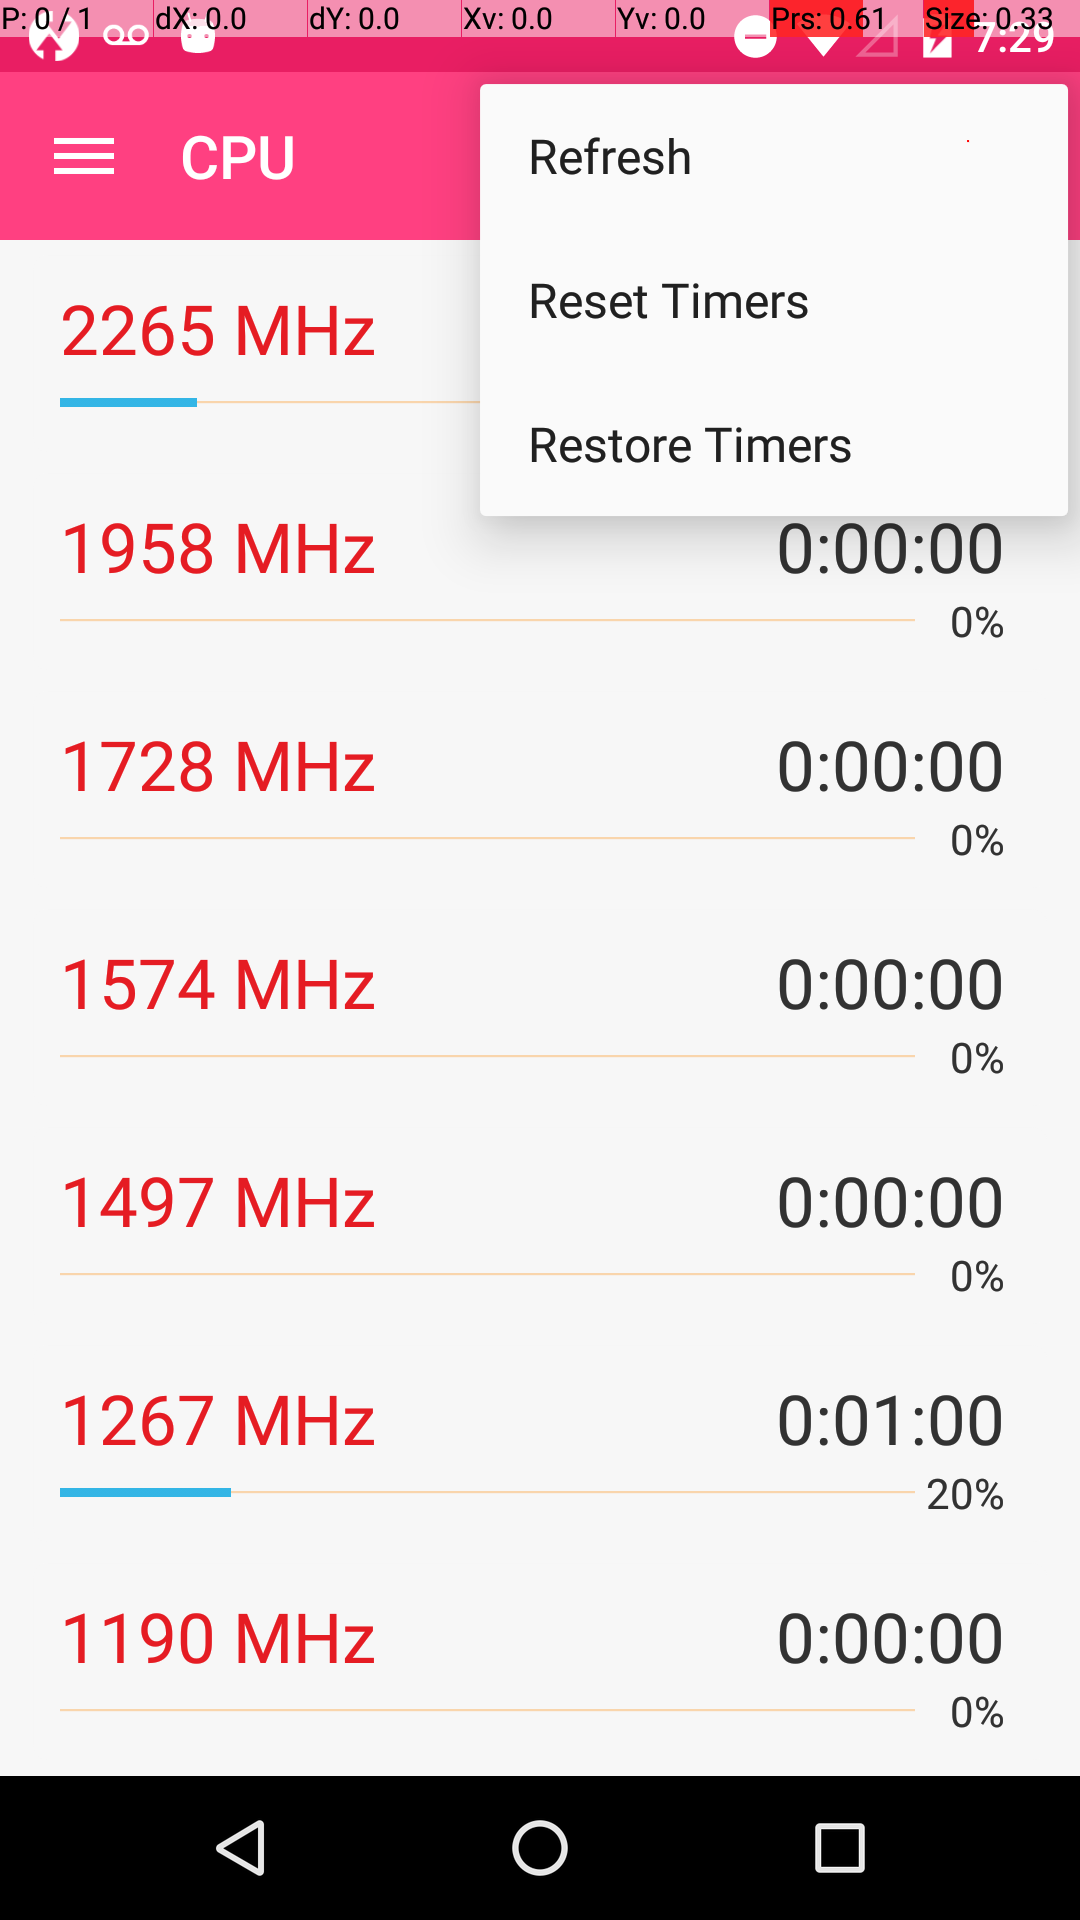 P: 0 / 1 dX: 0.0 dY: 0.0 Xv: 0.0 Yv: 0.0 Prs: 0.61 Size: 0.33
7:29
CPU
Refresh
Reset Timers
Restore Timers
2265 MHz
1958 MHz 0:00:00
0%
1728 MHz 0:00:00
0%
1574 MHz 0:00:00
0%
1497 MHz 0:00:00
0%
1267 MHz 0:01:00
20%
1190 MHz 0:00:00
0%